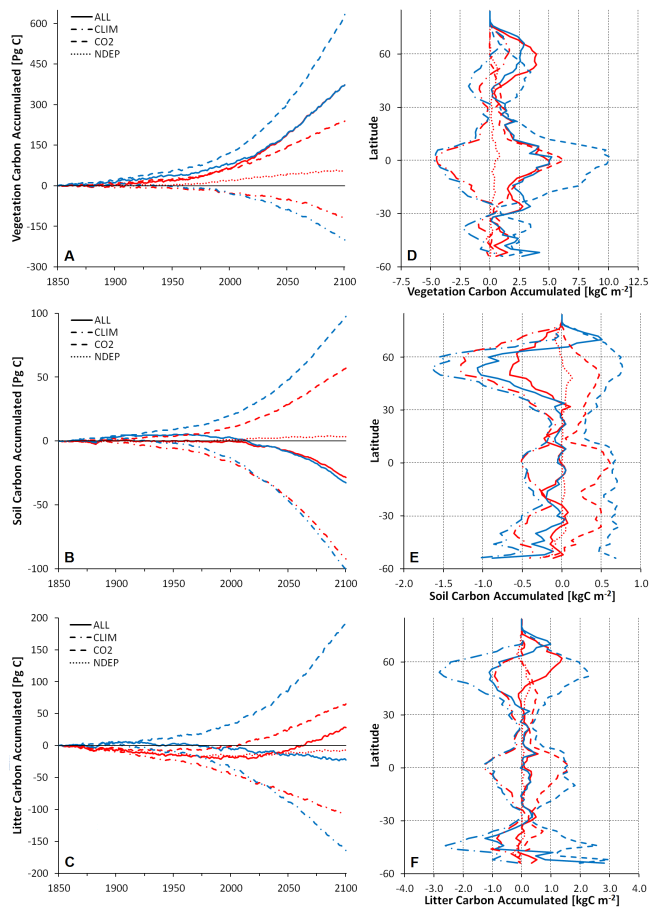 Vegetation Carbon Accumulated [Pg C]
600
450
300
150
0
-150
-300
ALL
CLIM
CO2
NDEP
A
1850 1900 1950 2000 2050 2100
Latitude
60
30
0
-30
-60
D
-7.5 -5.0 -2.5 0.0 2.5 5.0 7.5 10.0 12.5
Vegetation Carbon Accumulated [kgC m-2]
Soil Carbon Accumulated [Pg C]
100
50
0
-50
-100
ALL
CLIM
CO2
NDEP
B
1850 1900 1950 2000 2050 2100
Latitude
60
30
0
-30
-60
E
-2.0 -1.5 -1.0 -0.5 0.0 0.5 1.0
Soil Carbon Accumulated [kgC m-2]
Litter Carbon Accumulated [Pg C]
200
150
100
50
0
-50
-100
-150
-200
ALL
CLIM
CO2
NDEP
C
1850 1900 1950 2000 2050 2100
Latitude
60
30
0
-30
-60
F
-4.0 -3.0 -2.0 -1.0 0.0 1.0 2.0 3.0 4.0
Litter Carbon Accumulated [kgC m-2]